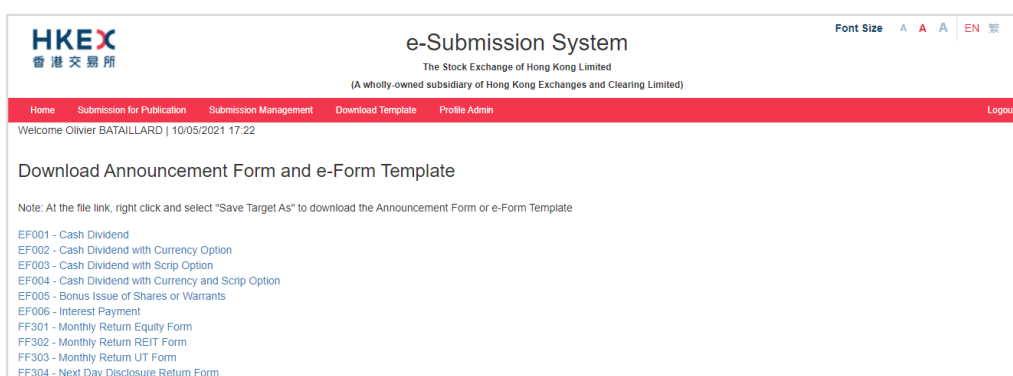 HKEX
香港交易所
e-Submission System
The Stock Exchange of Hong Kong Limited
(A wholly-owned subsidiary of Hong Kong Exchanges and Clearing Limited)
Font Size A A A EN 繁
Home Submission for Publication Submission Management Download Template Profile Admin Logou
Welcome Olivier BATAILLARD | 10/05/2021 17:22
Download Announcement Form and e-Form Template
Note: At the file link, right click and select "Save Target As" to download the Announcement Form or e-Form Template
EF001 - Cash Dividend
EF002 - Cash Dividend with Currency Option
EF003 - Cash Dividend with Scrip Option
EF004 - Cash Dividend with Currency and Scrip Option
EF005 - Bonus Issue of Shares or Warrants
EF006 - Interest Payment
FF301 - Monthly Return Equity Form
FF302 - Monthly Return REIT Form
FF303 - Monthly Return UT Form
FF304 - Next Day Disclosure Return Form